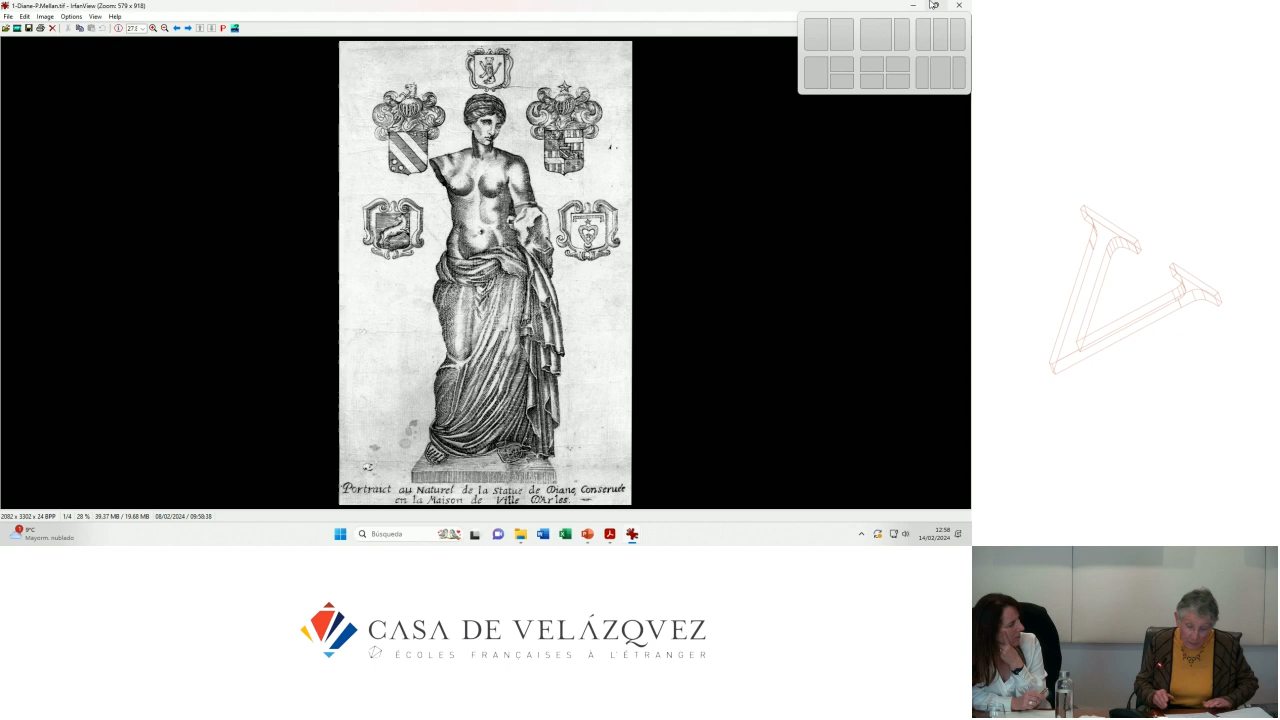 1-Diane-P.Mellan.tif - IrfanView (Zoom: 579 x 918)
File Edit Image Options View Help
27.8
Portraict au Naturel de la Statue de Diane Conseruée
en la Maison de Ville D'Arles.
2082 x 3302 x 24 BPP 1/4 28 % 39.37 MB / 19.68 MB 08/02/2024 / 09:58:38
9°C
Mayorm. nublado
Búsqueda
12:58
14/02/2024
CASA DE VELÁZQVEZ
ÉCOLES FRANÇAISES À L'ÉTRANGER